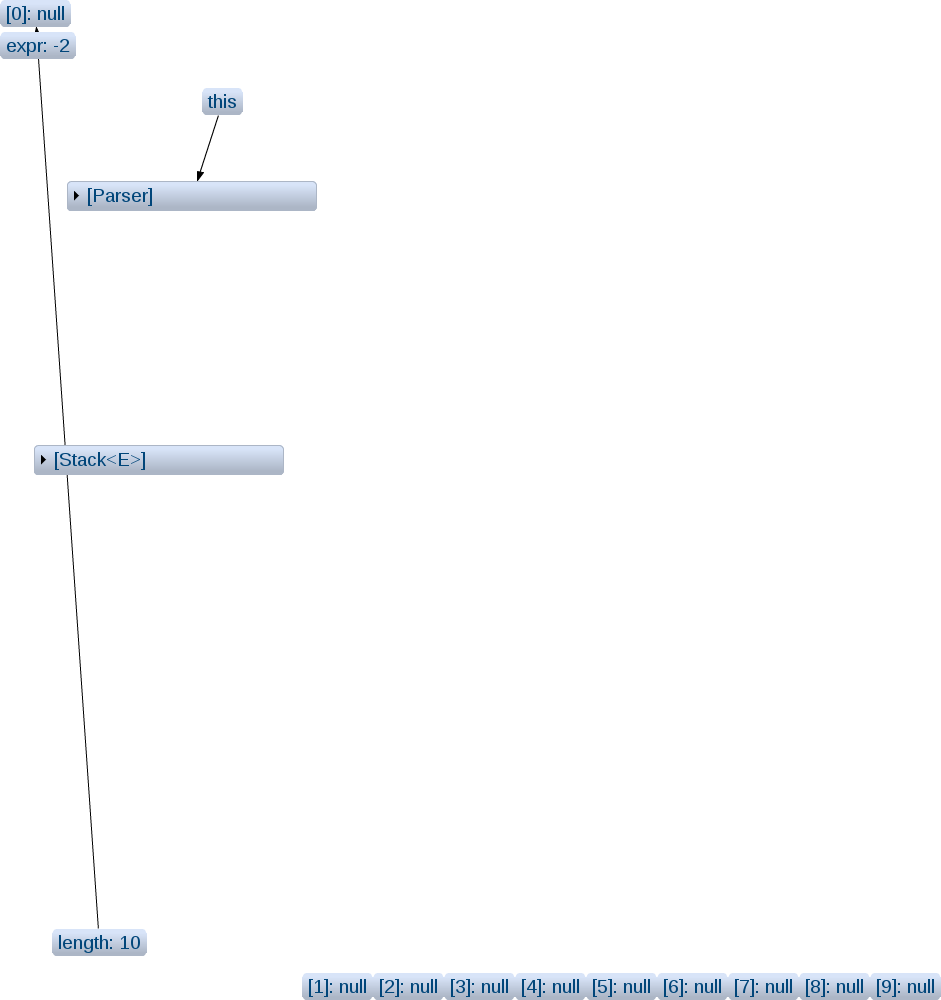 [0]: null
expr: -2
this
[Parser]
[Stack<E>]
length: 10
[1]: null [2]: null [3]: null [4]: null [5]: null [6]: null [7]: null [8]: null [9]: null